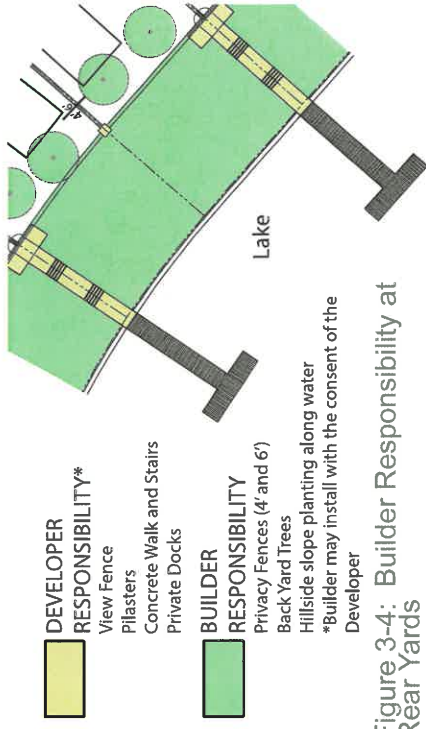 DEVELOPER
RESPONSIBILITY*
View Fence
Pilasters
Concrete Walk and Stairs
Private Docks
BUILDER
RESPONSIBILITY
Privacy Fences (4' and 6')
Back Yard Trees
Hillside slope planting along water
*Builder may install with the consent of the
Developer
Lake
Figure 3-4: Builder Responsibility at
Rear Yards